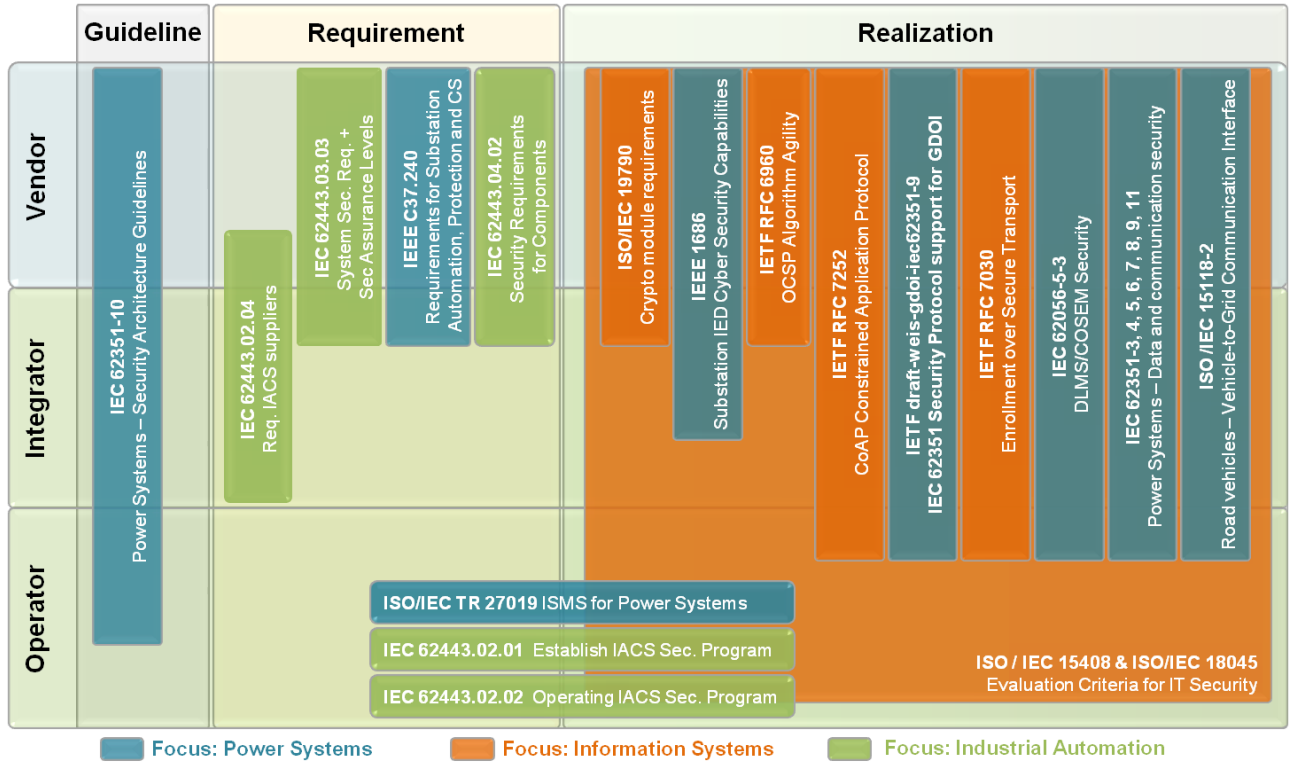 Guideline
Requirement
Realization
Vendor
Integrator
Operator
IEC 62351-10
Power Systems – Security Architecture Guidelines
IEC 62443.02.04
Req. IACS suppliers
IEC 62443.03.03
System Sec. Req. +
Sec Assurance Levels
IEEE C37.240
Requirements for Substation
Automation, Protection and CS
IEC 62443.04.02
Security Requirements
for Components
ISO/IEC 19790
Crypto module requirements
IEEE 1686
Substation IED Cyber Security Capabilities
IETF RFC 6960
OCSP Algorithm Agility
IETF RFC 7252
CoAP Constrained Application Protocol
IETF draft-weis-gdoi-iec62351-9
IEC 62351 Security Protocol support for GDOI
IETF RFC 7030
Enrollment over Secure Transport
IEC 62056-5-3
DLMS/COSEM Security
IEC 62351-3, 4, 5, 6, 7, 8, 9, 11
Power Systems – Data and communication security
ISO /IEC 15118-2
Road vehicles – Vehicle-to-Grid Communication Interface
ISO/IEC TR 27019 ISMS for Power Systems
IEC 62443.02.01 Establish IACS Sec. Program
IEC 62443.02.02 Operating IACS Sec. Program
ISO / IEC 15408 & ISO/IEC 18045
Evaluation Criteria for IT Security
Focus: Power Systems
Focus: Information Systems
Focus: Industrial Automation